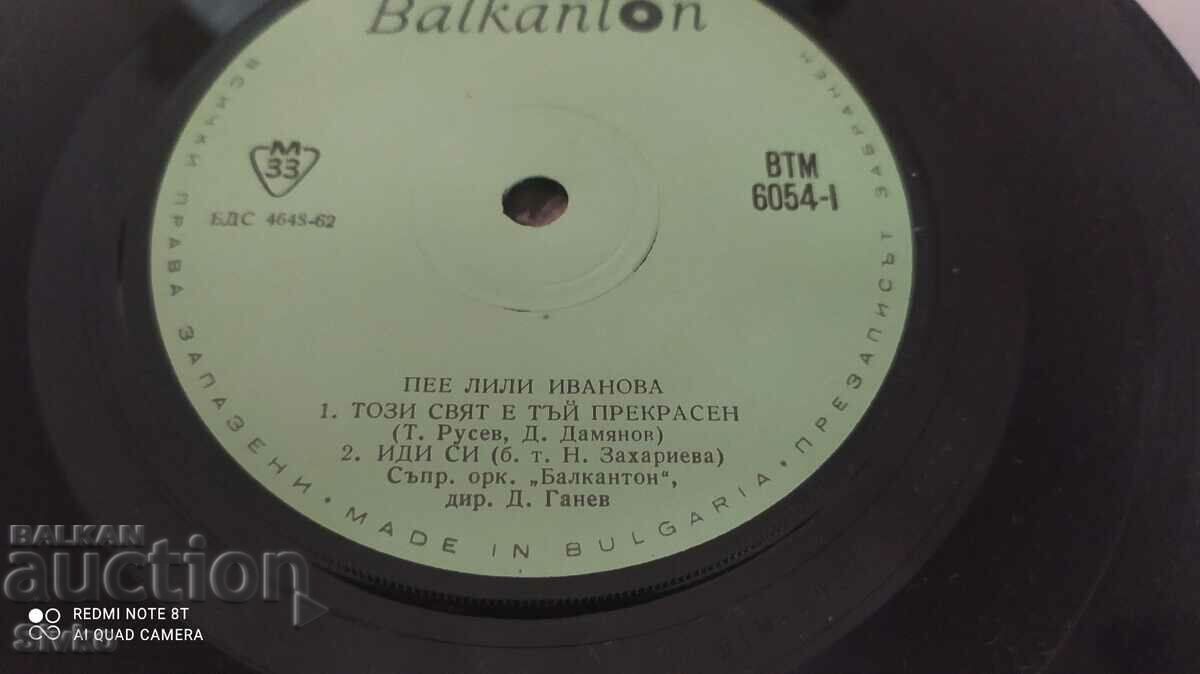 Balkanton
М
33
БДС 4648-62
ВТМ
6054-I
ПЕЕ ЛИЛИ ИВАНОВА
1. ТОЗИ СВЯТ Е ТЪЙ ПРЕКРАСЕН
(Т. Русев, Д. Дамянов)
2. ИДИ СИ (б. т. Н. Захариева)
Съпр. орк. „Балкантон“,
дир. Д. Ганев
ВСИЧКИ ПРАВА ЗАПАЗЕНИ • MADE IN BULGARIA • ПРЕЗАПИСЪТ ЗАБРАНЕН
BALKAN
auction
REDMI NOTE 8T
AI QUAD CAMERA
Sivko